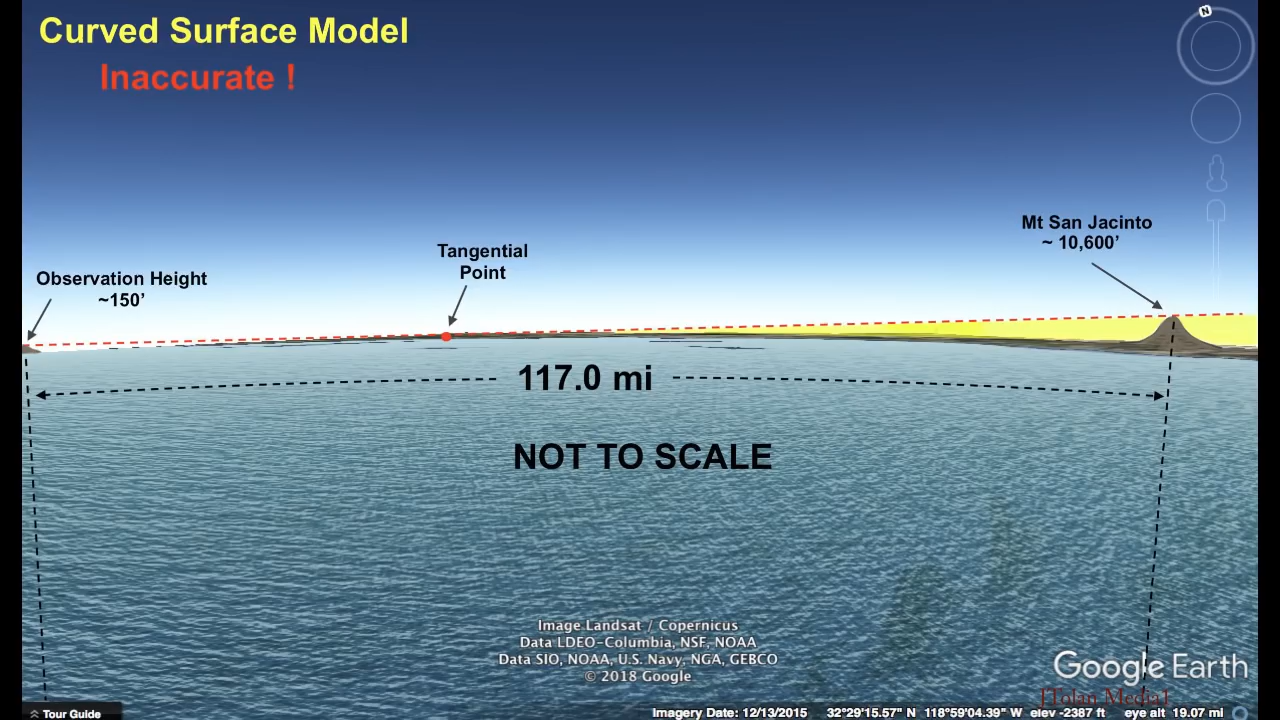 Curved Surface Model
Inaccurate !
N
Mt San Jacinto
~ 10,600’
Tangential
Point
Observation Height
~150’
117.0 mi
NOT TO SCALE
Image Landsat / Copernicus
Data LDEO-Columbia, NSF, NOAA
Data SIO, NOAA, U.S. Navy, NGA, GEBCO
© 2018 Google
Google Earth
JTolan Media1
Tour Guide
Imagery Date: 12/13/2015 32°29'15.57" N 118°59'04.39" W elev -2387 ft eye alt 19.07 mi